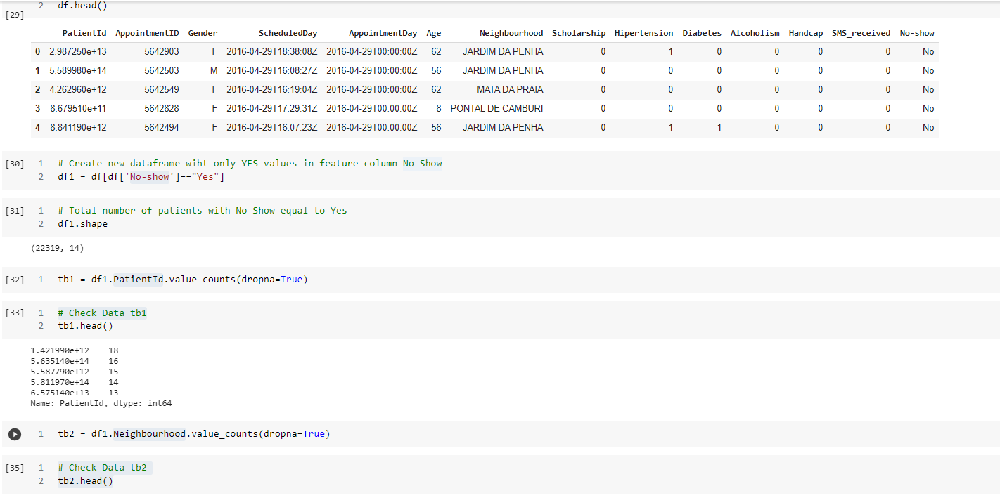 2 df.head()
[29]
PatientId AppointmentID Gender ScheduledDay AppointmentDay Age Neighbourhood Scholarship Hipertension Diabetes Alcoholism Handcap SMS_received No-show
0 2.987250e+13 5642903 F 2016-04-29T18:38:08Z 2016-04-29T00:00:00Z 62 JARDIM DA PENHA 0 1 0 0 0 0 No
1 5.589980e+14 5642503 M 2016-04-29T16:08:27Z 2016-04-29T00:00:00Z 56 JARDIM DA PENHA 0 0 0 0 0 0 No
2 4.262960e+12 5642549 F 2016-04-29T16:19:04Z 2016-04-29T00:00:00Z 62 MATA DA PRAIA 0 0 0 0 0 0 No
3 8.679510e+11 5642828 F 2016-04-29T17:29:31Z 2016-04-29T00:00:00Z 8 PONTAL DE CAMBURI 0 0 0 0 0 0 No
4 8.841190e+12 5642494 F 2016-04-29T16:07:23Z 2016-04-29T00:00:00Z 56 JARDIM DA PENHA 0 1 1 0 0 0 No
[30] 1 # Create new dataframe wiht only YES values in feature column No-Show
2 df1 = df[df['No-show']=="Yes"]
[31] 1 # Total number of patients with No-Show equal to Yes
2 df1.shape
(22319, 14)
[32] 1 tb1 = df1.PatientId.value_counts(dropna=True)
[33] 1 # Check Data tb1
2 tb1.head()
1.421990e+12 18
5.635140e+14 16
5.587790e+12 15
5.811970e+14 14
6.575140e+13 13
Name: PatientId, dtype: int64
1 tb2 = df1.Neighbourhood.value_counts(dropna=True)
[35] 1 # Check Data tb2
2 tb2.head()